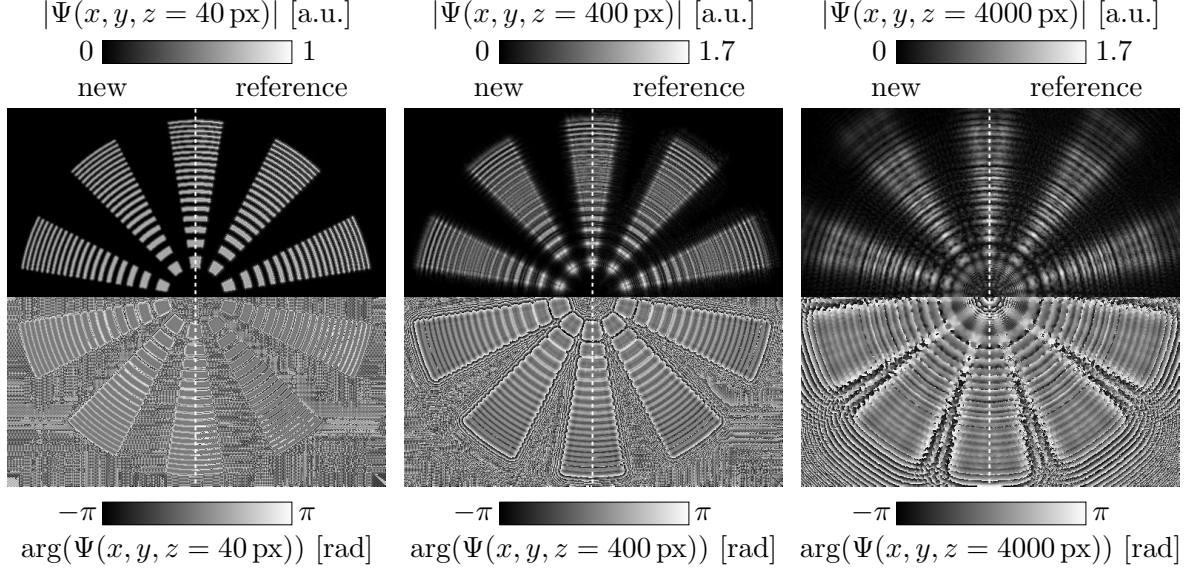 |Ψ(x, y, z = 40 px)| [a.u.]
0 1
new reference
−π π
arg(Ψ(x, y, z = 40 px)) [rad]
|Ψ(x, y, z = 400 px)| [a.u.]
0 1.7
new reference
−π π
arg(Ψ(x, y, z = 400 px)) [rad]
|Ψ(x, y, z = 4000 px)| [a.u.]
0 1.7
new reference
−π π
arg(Ψ(x, y, z = 4000 px)) [rad]